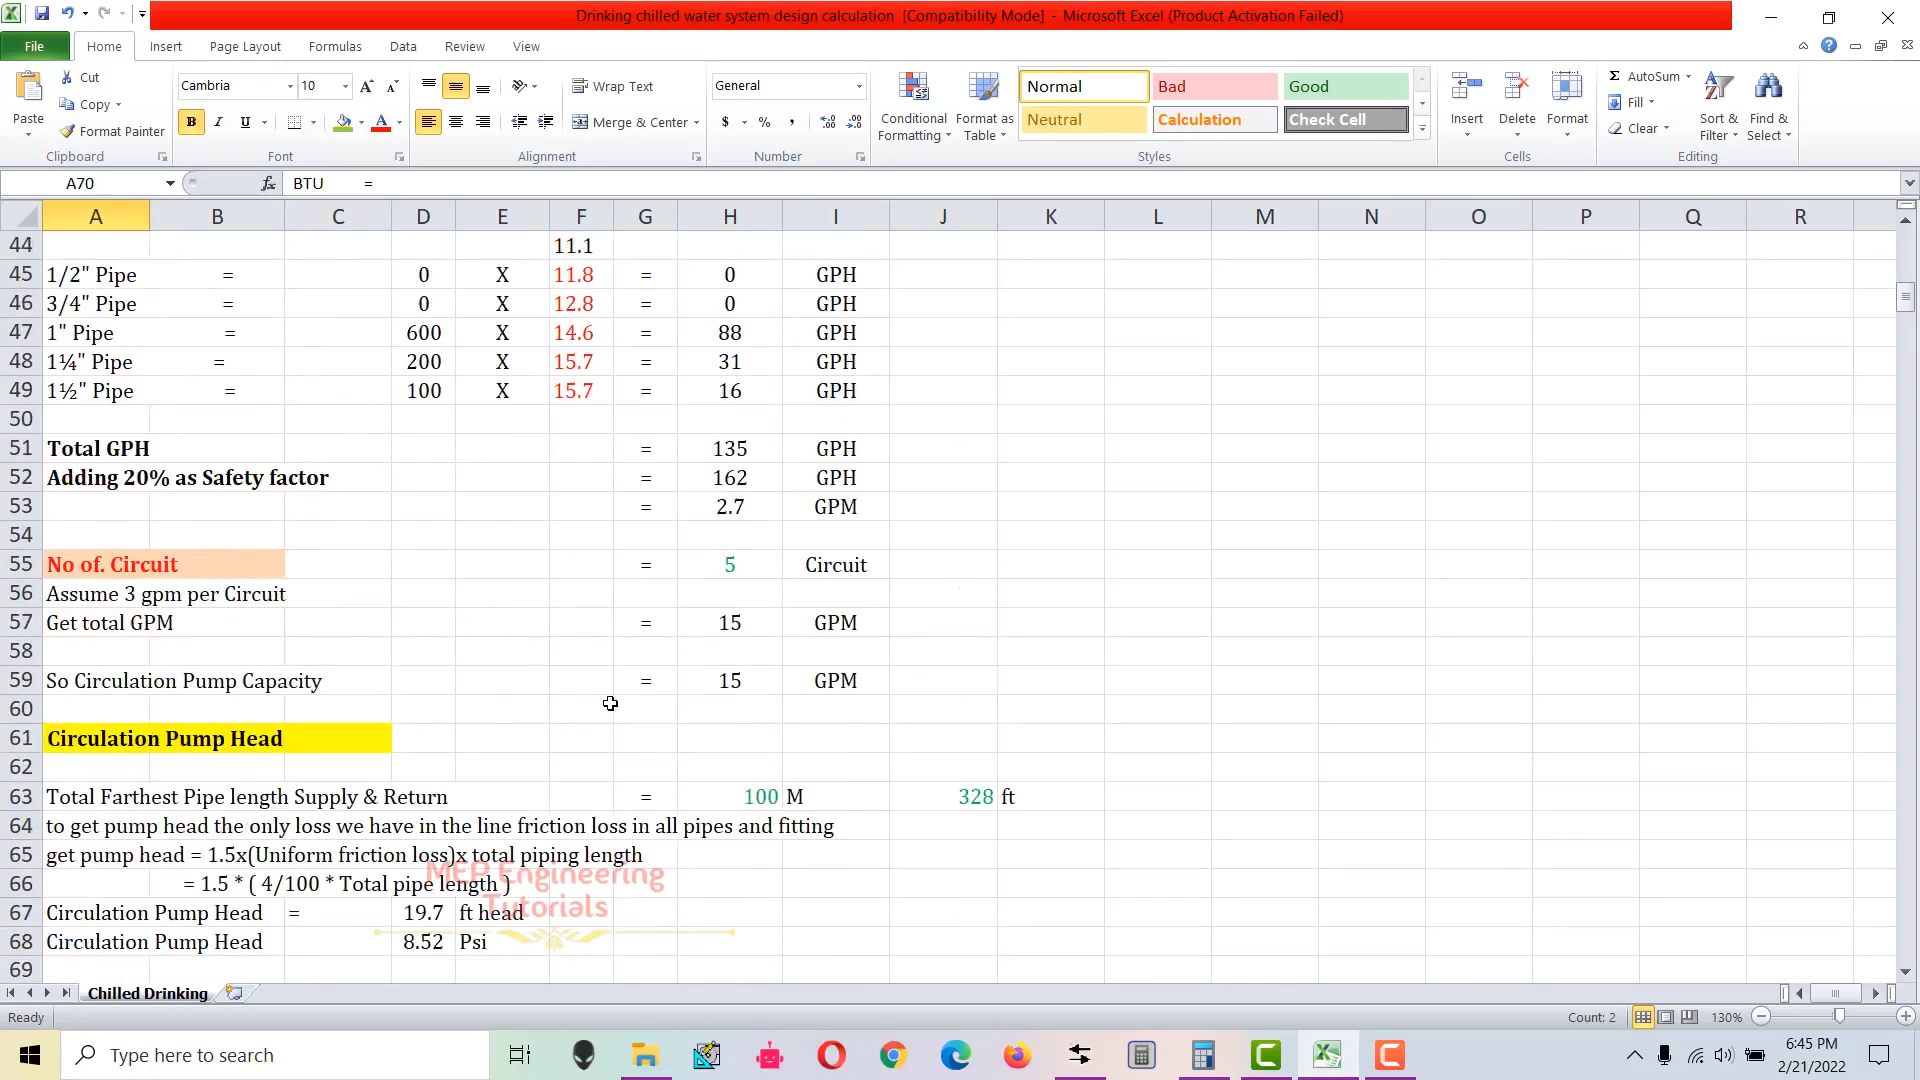 Drinking chilled water system design calculation [Compatibility Mode] - Microsoft Excel (Product Activation Failed)
File Home Insert Page Layout Formulas Data Review View
Cut
Copy
Format Painter
Paste
Clipboard
Cambria 10
B I U
Font
Wrap Text
Merge & Center
Alignment
General
$ % ,
Number
Conditional Formatting
Format as Table
Normal Bad Good
Neutral Calculation Check Cell
Styles
Insert Delete Format
Cells
Σ AutoSum
Fill
Clear
Sort & Filter
Find & Select
Editing
A70 fx BTU =
A B C D E F G H I J K L M N O P Q R
44 11.1
45 1/2" Pipe = 0 X 11.8 = 0 GPH
46 3/4" Pipe = 0 X 12.8 = 0 GPH
47 1" Pipe = 600 X 14.6 = 88 GPH
48 1¼" Pipe = 200 X 15.7 = 31 GPH
49 1½" Pipe = 100 X 15.7 = 16 GPH
50
51 Total GPH = 135 GPH
52 Adding 20% as Safety factor = 162 GPH
53 = 2.7 GPM
54
55 No of. Circuit = 5 Circuit
56 Assume 3 gpm per Circuit
57 Get total GPM = 15 GPM
58
59 So Circulation Pump Capacity = 15 GPM
60
61 Circulation Pump Head
62
63 Total Farthest Pipe length Supply & Return = 100 M 328 ft
64 to get pump head the only loss we have in the line friction loss in all pipes and fitting
65 get pump head = 1.5x(Uniform friction loss)x total piping length
66 = 1.5 * ( 4/100 * Total pipe length )
67 Circulation Pump Head = 19.7 ft head
68 Circulation Pump Head 8.52 Psi
69
MEP Engineering
Tutorials
Chilled Drinking
Ready Count: 2 130%
Type here to search
6:45 PM
2/21/2022